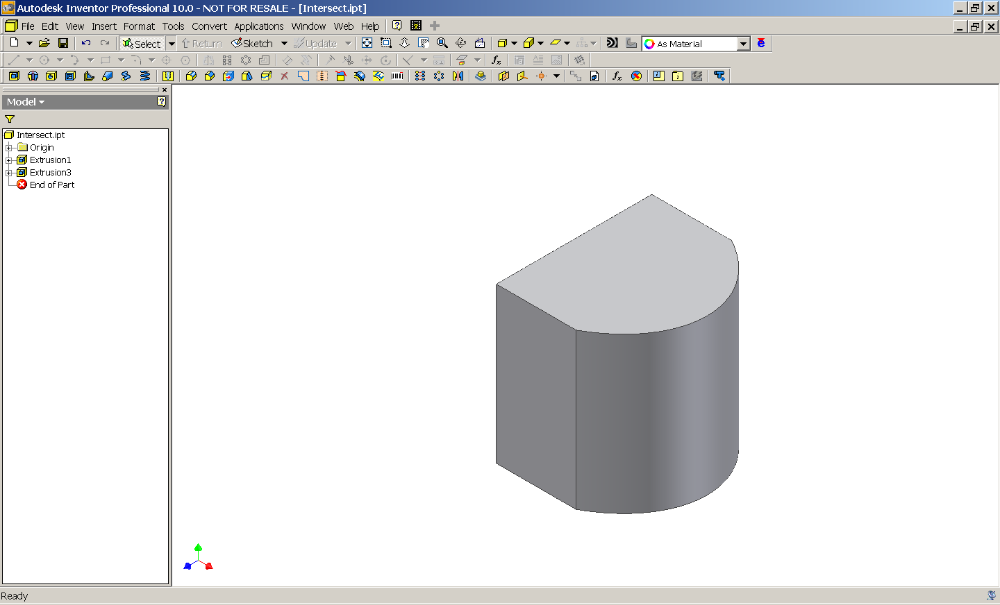 Autodesk Inventor Professional 10.0 - NOT FOR RESALE - [Intersect.ipt]
File Edit View Insert Format Tools Convert Applications Window Web Help
Select Return Sketch Update As Material
Model
Intersect.ipt
Origin
Extrusion1
Extrusion3
End of Part
Ready